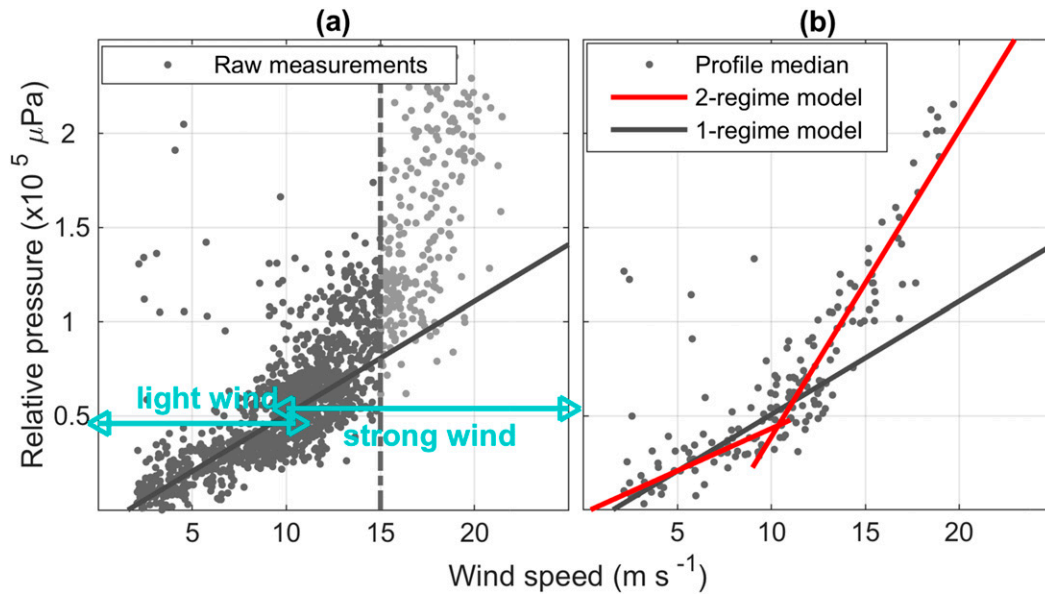 (a)
(b)
Relative pressure (x10 5 μPa)
2
1.5
1
0.5
Raw measurements
light wind
strong wind
5
10
15
20
Profile median
2-regime model
1-regime model
5
10
15
20
Wind speed (m s -1)